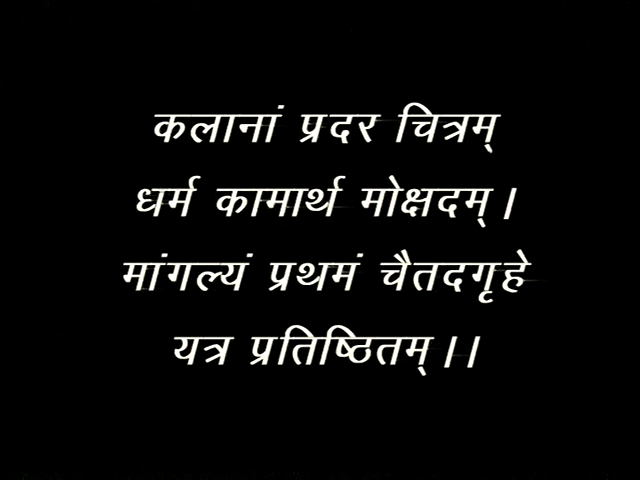 कलानां प्रदर चित्रम्
धर्म कामार्थ मोक्षदम् ।
मांगल्यं प्रथमं चैतदगृहे
यत्र प्रतिष्ठितम् ।।